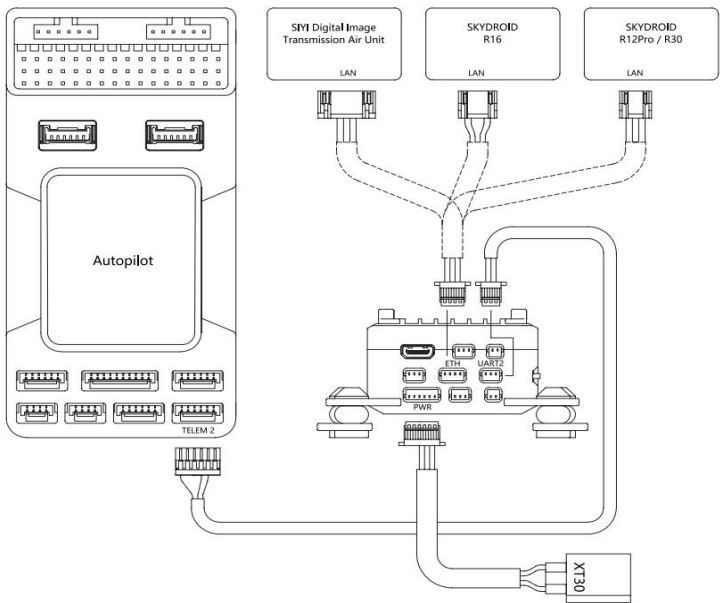 SIYI Digital Image
Transmission Air Unit
LAN
SKYDROID
R16
LAN
SKYDROID
R12Pro / R30
LAN
Autopilot
TELEM 2
ETH
UART2
PWR
XT30